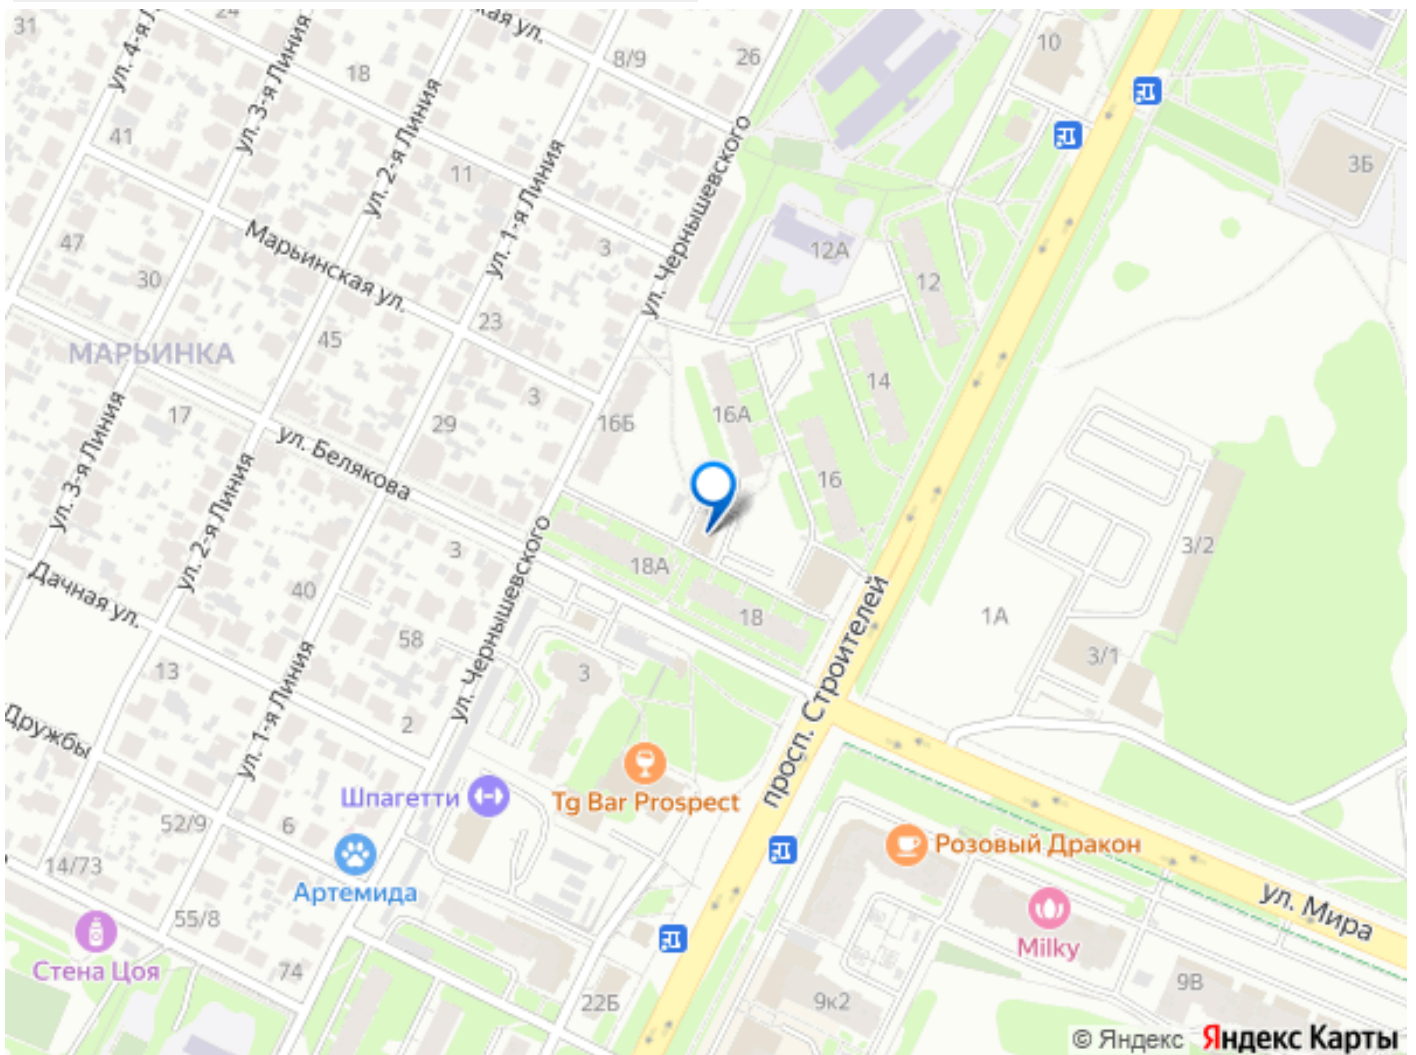 31
24
ул. 4-я Л
ул. 3-я Линия
18
ская ул.
8/9
26
10
41
ул. 2-я Линия
11
ул. 1-я Линия
ул. Чернышевского
3Б
47
30
Марьинская ул.
3
12А
12
МАРЬИНКА
45
23
3
14
17
29
16Б
16А
ул. 3-я Линия
ул. Белякова
16
ул. 2-я Линия
3
ул. Чернышевского
18А
3/2
Дачная ул.
40
58
18
1А
13
3
3/1
просп. Строителей
Дружбы
ул. 1-я Линия
2
Шпагетти
Tg Bar Prospect
52/9
6
Розовый Дракон
14/73
Артемида
ул. Мира
55/8
Milky
Стена Цоя
74
22Б
9к2
9В
© Яндекс Яндекс Карты